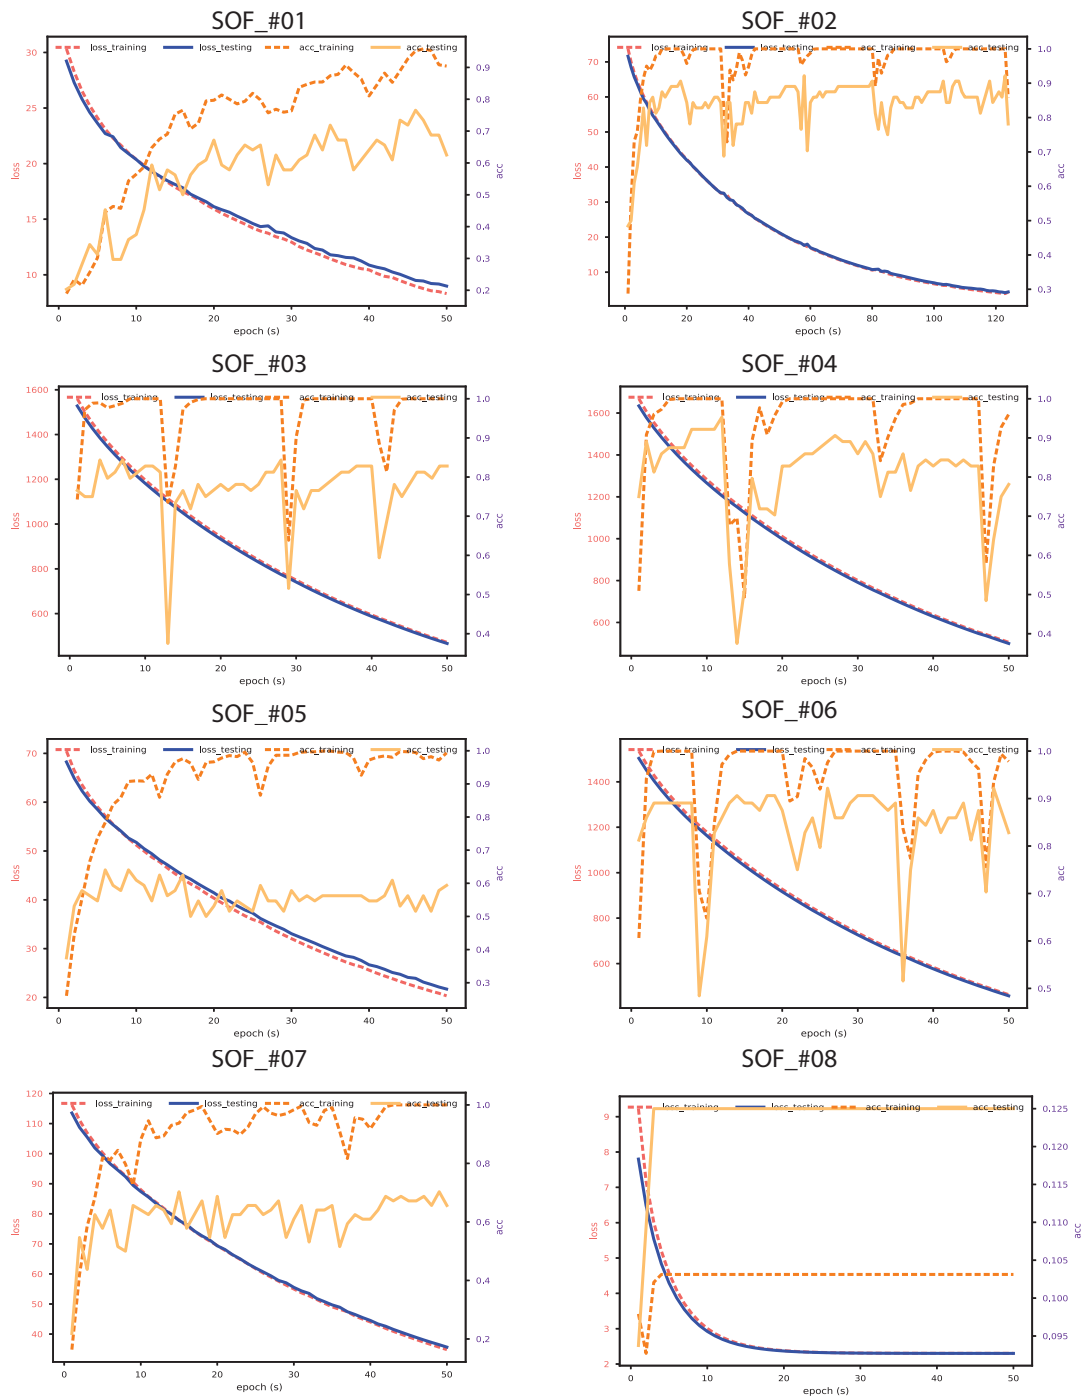 SOF_#01
loss_training loss_testing acc_training acc_testing
30
25
20
15
10
loss
0,9
0,8
0,7
0,6
0,5
0,4
0,3
0,2
acc
0 10 20 30 40 50
epoch (s)
SOF_#02
loss_training loss_testing acc_training acc_testing
70
60
50
40
30
20
10
loss
1,0
0,9
0,8
0,7
0,6
0,5
0,4
0,3
acc
0 20 40 60 80 100 120
epoch (s)
SOF_#03
loss_training loss_testing acc_training acc_testing
1600
1400
1200
1000
800
600
loss
1,0
0,9
0,8
0,7
0,6
0,5
0,4
acc
0 10 20 30 40 50
epoch (s)
SOF_#04
loss_training loss_testing acc_training acc_testing
1600
1400
1200
1000
800
600
loss
1,0
0,9
0,8
0,7
0,6
0,5
0,4
acc
0 10 20 30 40 50
epoch (s)
SOF_#05
loss_training loss_testing acc_training acc_testing
70
60
50
40
30
20
loss
1,0
0,9
0,8
0,7
0,6
0,5
0,4
0,3
acc
0 10 20 30 40 50
epoch (s)
SOF_#06
loss_training loss_testing acc_training acc_testing
1400
1200
1000
800
600
loss
1,0
0,9
0,8
0,7
0,6
0,5
acc
0 10 20 30 40 50
epoch (s)
SOF_#07
loss_training loss_testing acc_training acc_testing
120
110
100
90
80
70
60
50
40
loss
1,0
0,8
0,6
0,4
0,2
acc
0 10 20 30 40 50
epoch (s)
SOF_#08
loss_training loss_testing acc_training acc_testing
9
8
7
6
5
4
3
2
loss
0,125
0,120
0,115
0,110
0,105
0,100
0,095
acc
0 10 20 30 40 50
epoch (s)